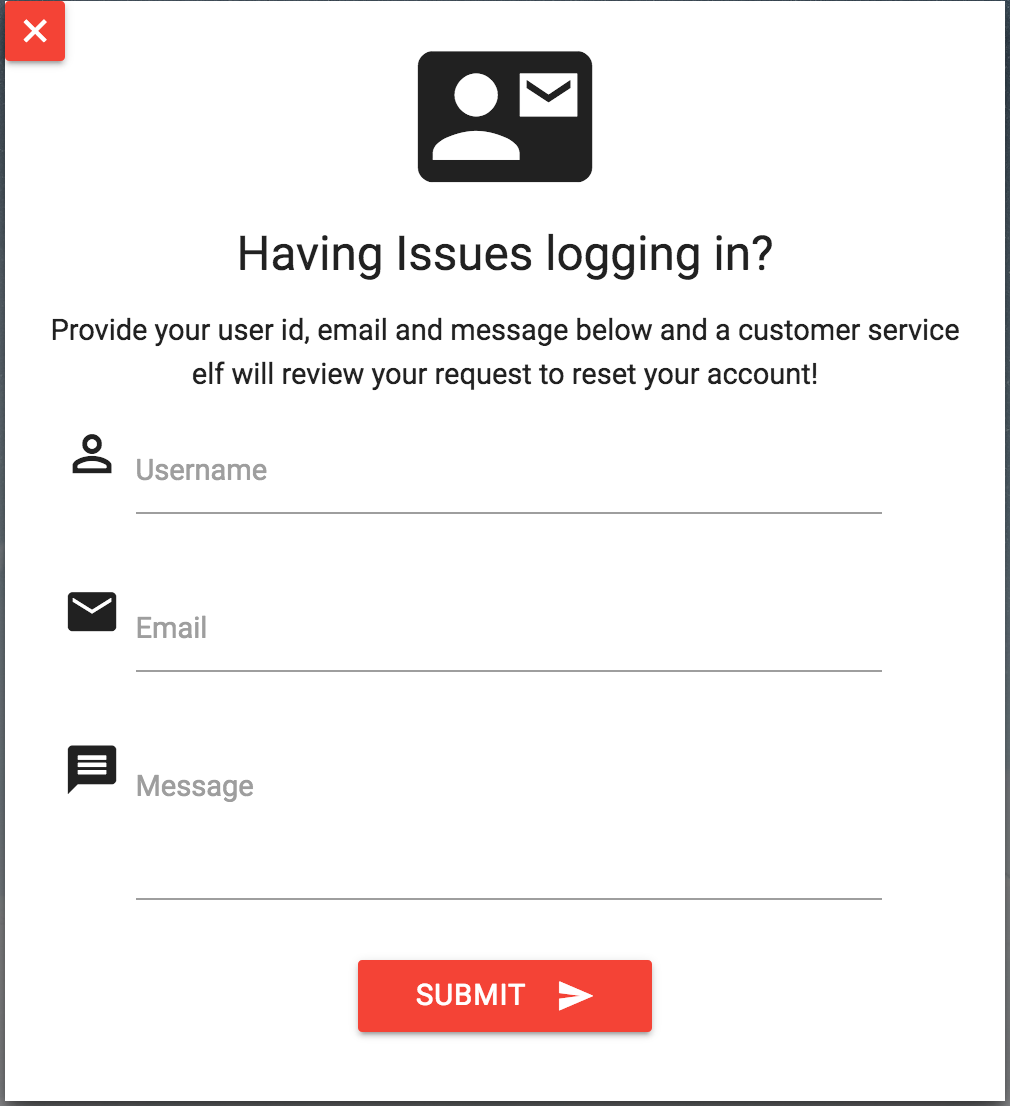 Having Issues logging in?
Provide your user id, email and message below and a customer service
elf will review your request to reset your account!
Username
Email
Message
SUBMIT